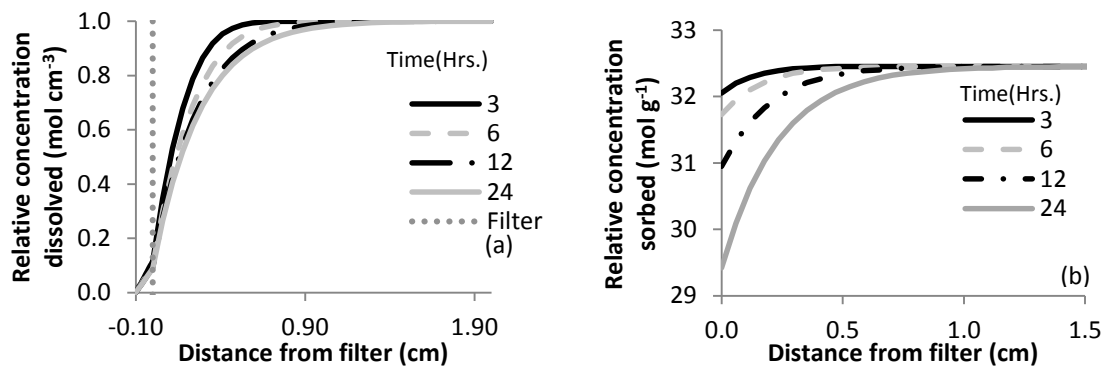 Relative concentration
dissolved (mol cm⁻³)
1.0
0.8
0.6
0.4
0.2
0.0
-0.10
0.90
1.90
Distance from filter (cm)
Time(Hrs.)
3
6
12
24
Filter
(a)
Relative concentration
sorbed (mol g⁻¹)
33
32
31
30
29
0.0
0.5
1.0
1.5
Distance from filter (cm)
Time(Hrs.)
3
6
12
24
(b)